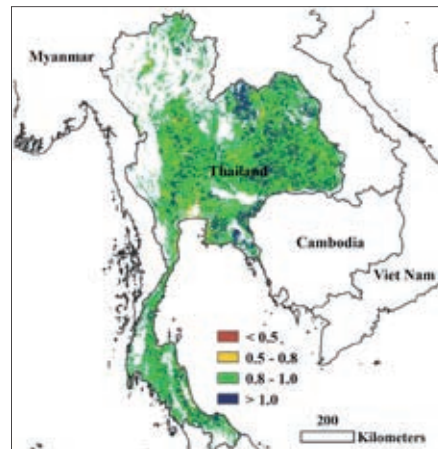 Myanmar
Thailand
Cambodia
Viet Nam
< 0.5
0.5 - 0.8
0.8 - 1.0
> 1.0
200
Kilometers